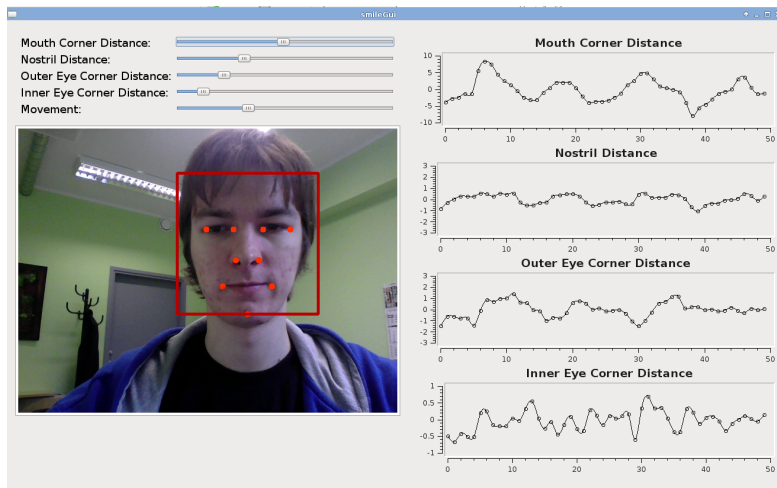 smileGui
Mouth Corner Distance:
Nostril Distance:
Outer Eye Corner Distance:
Inner Eye Corner Distance:
Movement:
Mouth Corner Distance
10
5
0
-5
-10
0 10 20 30 40 50
Nostril Distance
3
2
1
0
-1
-2
-3
0 10 20 30 40 50
Outer Eye Corner Distance
3
2
1
0
-1
-2
-3
0 10 20 30 40 50
Inner Eye Corner Distance
1
0.5
0
-0.5
-1
0 10 20 30 40 50